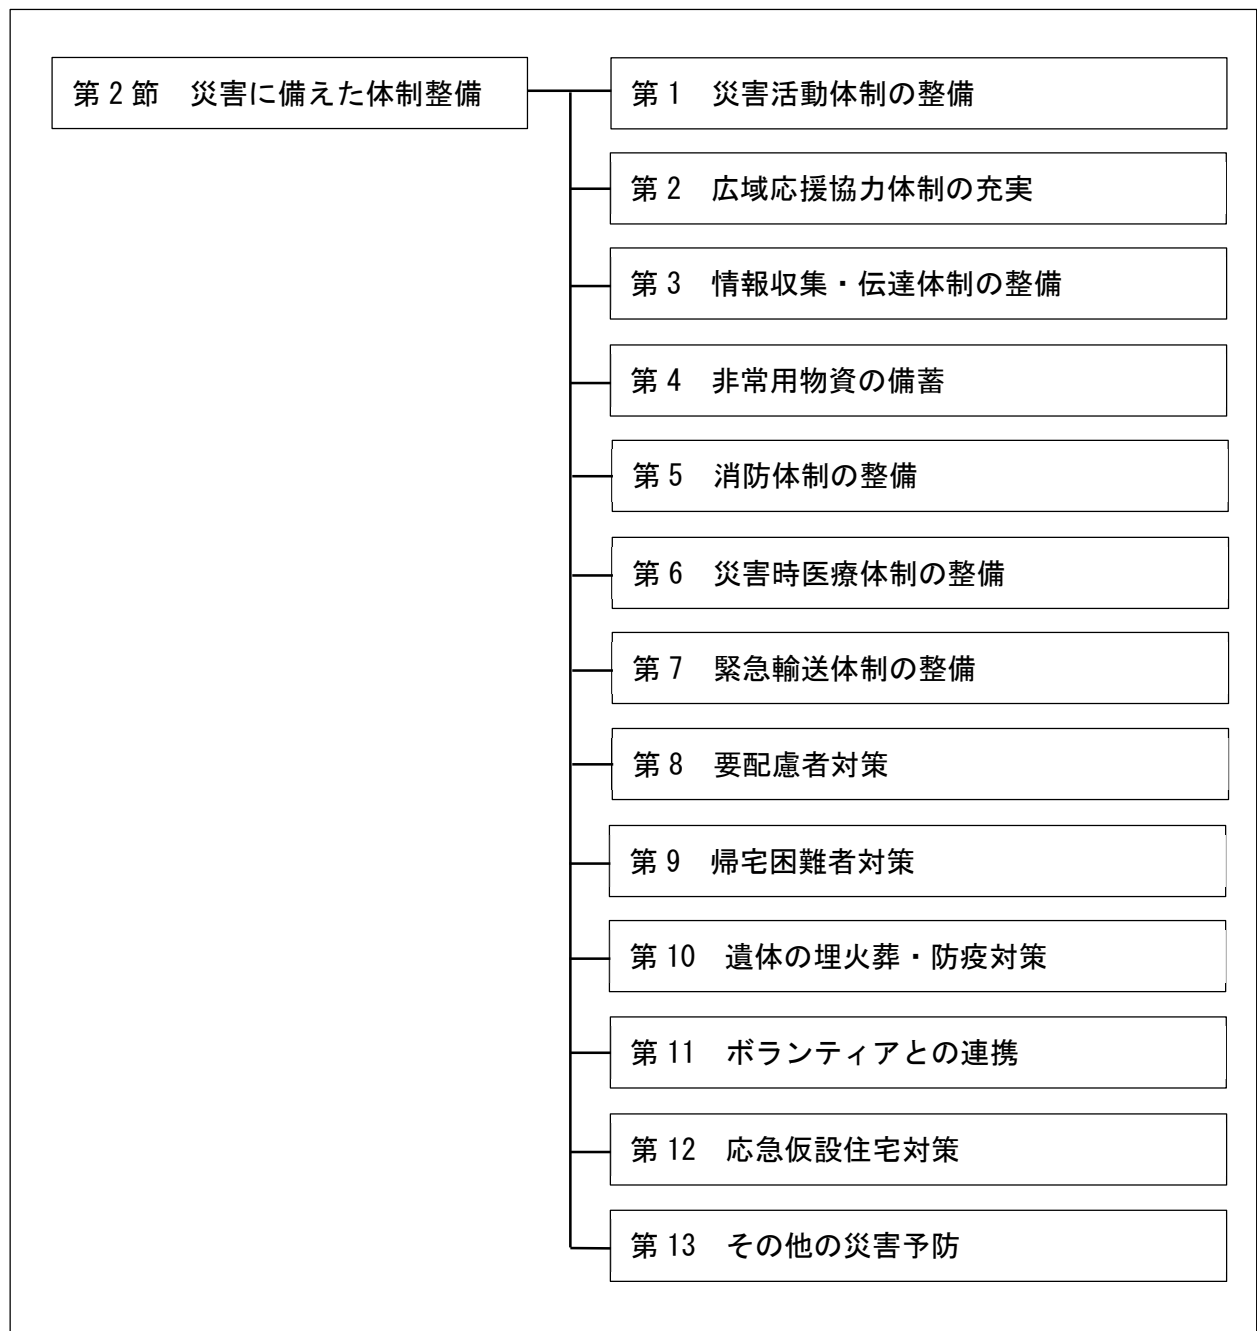 第2節　災害に備えた体制整備
第1　災害活動体制の整備
第2　広域応援協力体制の充実
第3　情報収集・伝達体制の整備
第4　非常用物資の備蓄
第5　消防体制の整備
第6　災害時医療体制の整備
第7　緊急輸送体制の整備
第8　要配慮者対策
第9　帰宅困難者対策
第10　遺体の埋火葬・防疫対策
第11　ボランティアとの連携
第12　応急仮設住宅対策
第13　その他の災害予防